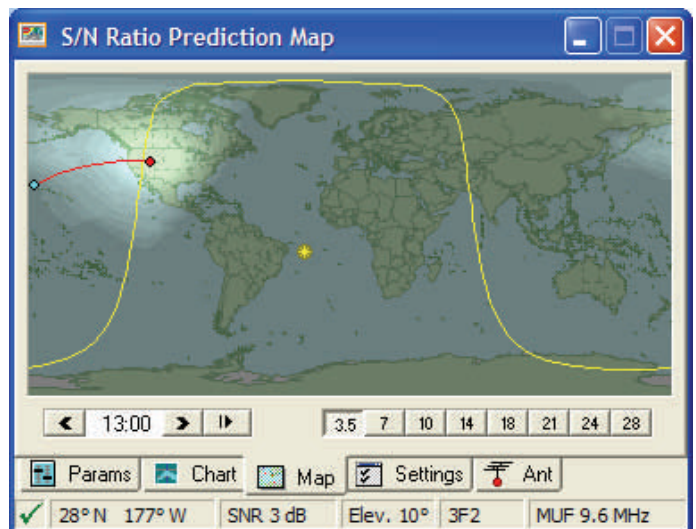 S/N Ratio Prediction Map
13:00
3.5 7 10 14 18 21 24 28
Params Chart Map Settings Ant
28° N 177° W SNR 3 dB Elev. 10° 3F2 MUF 9.6 MHz